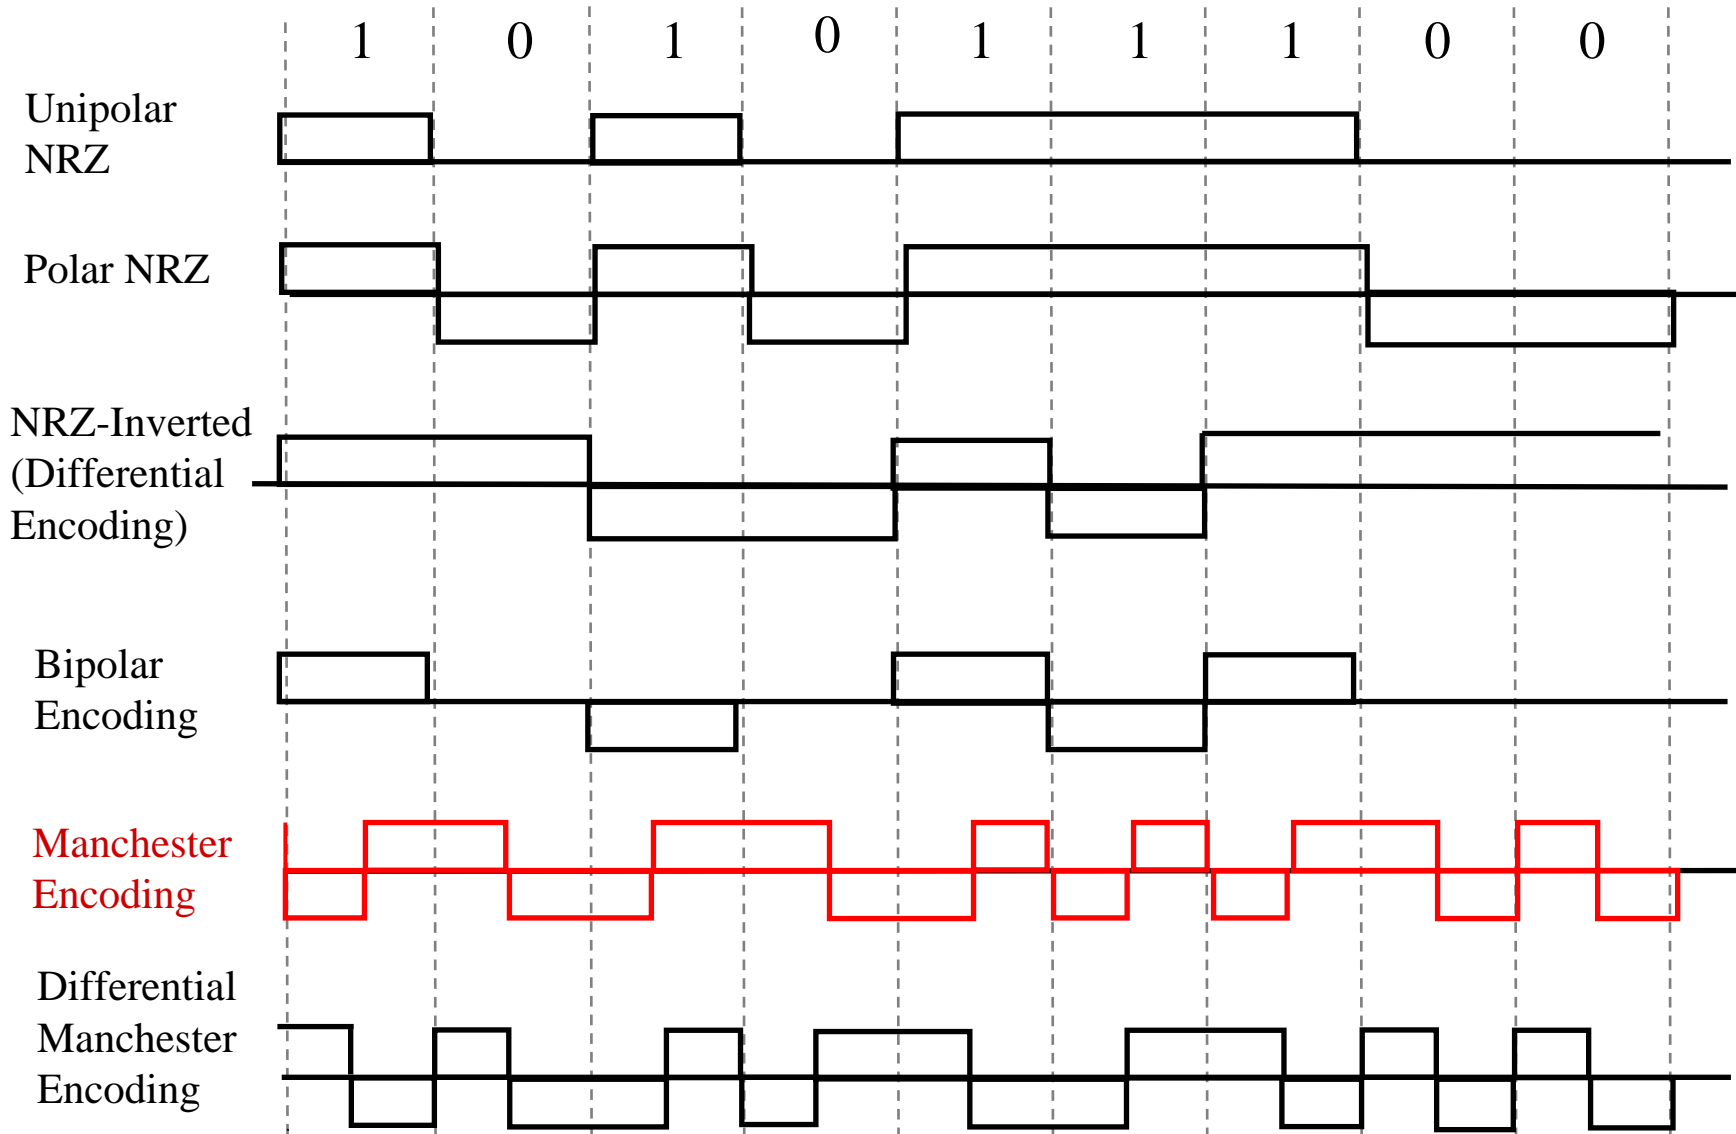 1 0 1 0 1 1 1 0 0
Unipolar
NRZ
Polar NRZ
NRZ-Inverted
(Differential
Encoding)
Bipolar
Encoding
Manchester
Encoding
Differential
Manchester
Encoding